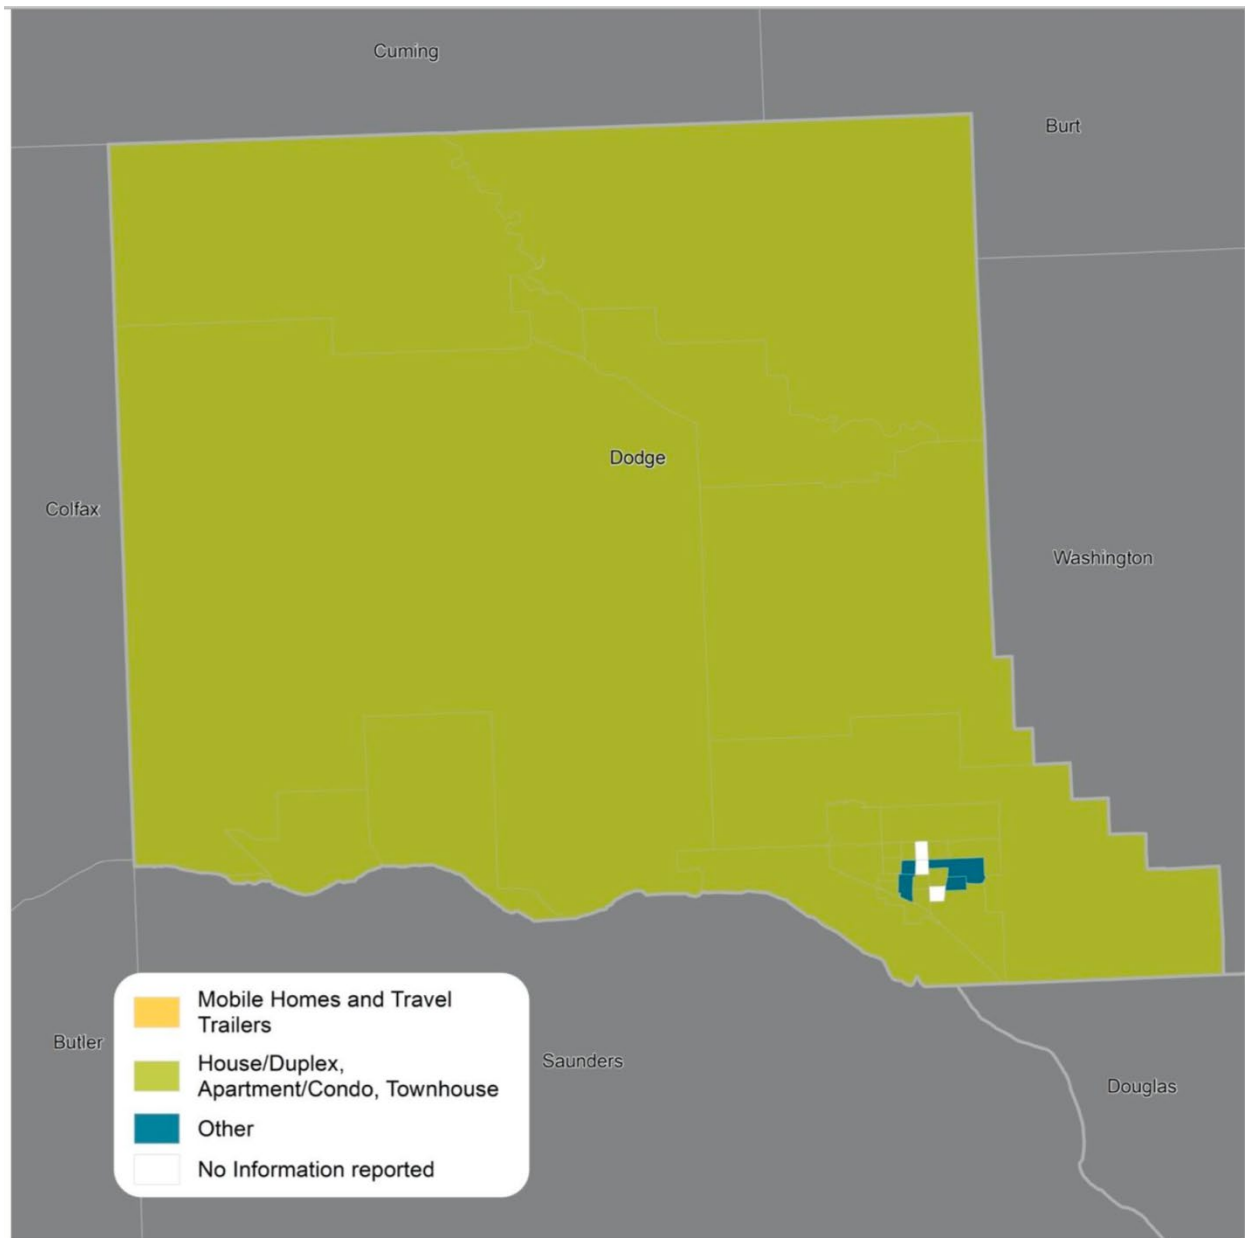 Cuming
Burt
Dodge
Colfax
Washington
Mobile Homes and Travel
Trailers
House/Duplex,
Apartment/Condo, Townhouse
Other
No Information reported
Butler
Saunders
Douglas